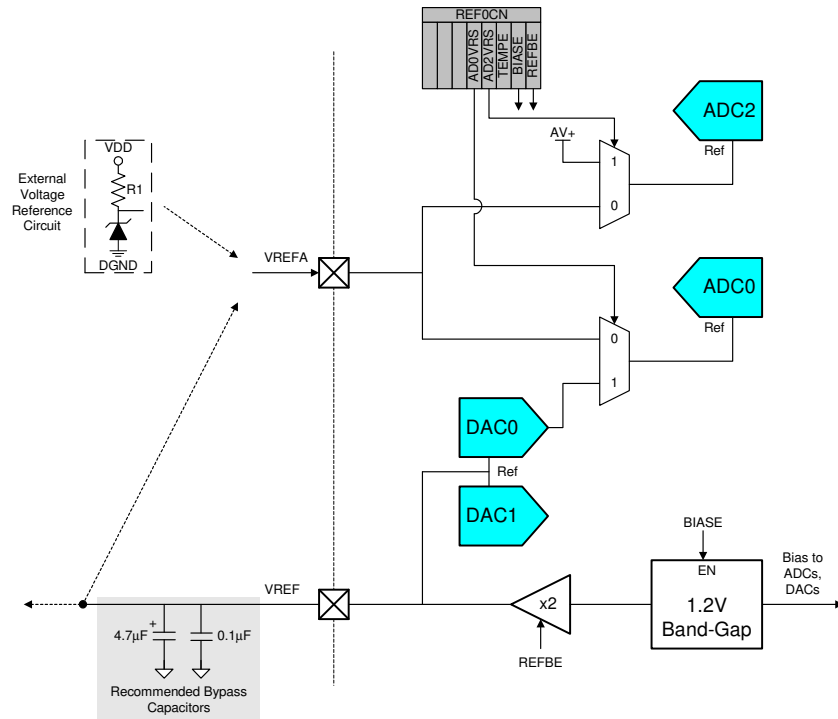 REF0CN
AD0VRS
AD2VRS
TEMPE
BIASE
REFBE
ADC2
Ref
AV+
1
0
VDD
R1
DGND
External
Voltage
Reference
Circuit
VREFA
ADC0
Ref
0
1
DAC0
Ref
DAC1
BIASE
EN
1.2V
Band-Gap
Bias to
ADCs,
DACs
VREF
x2
REFBE
4.7µF
+
0.1µF
Recommended Bypass
Capacitors